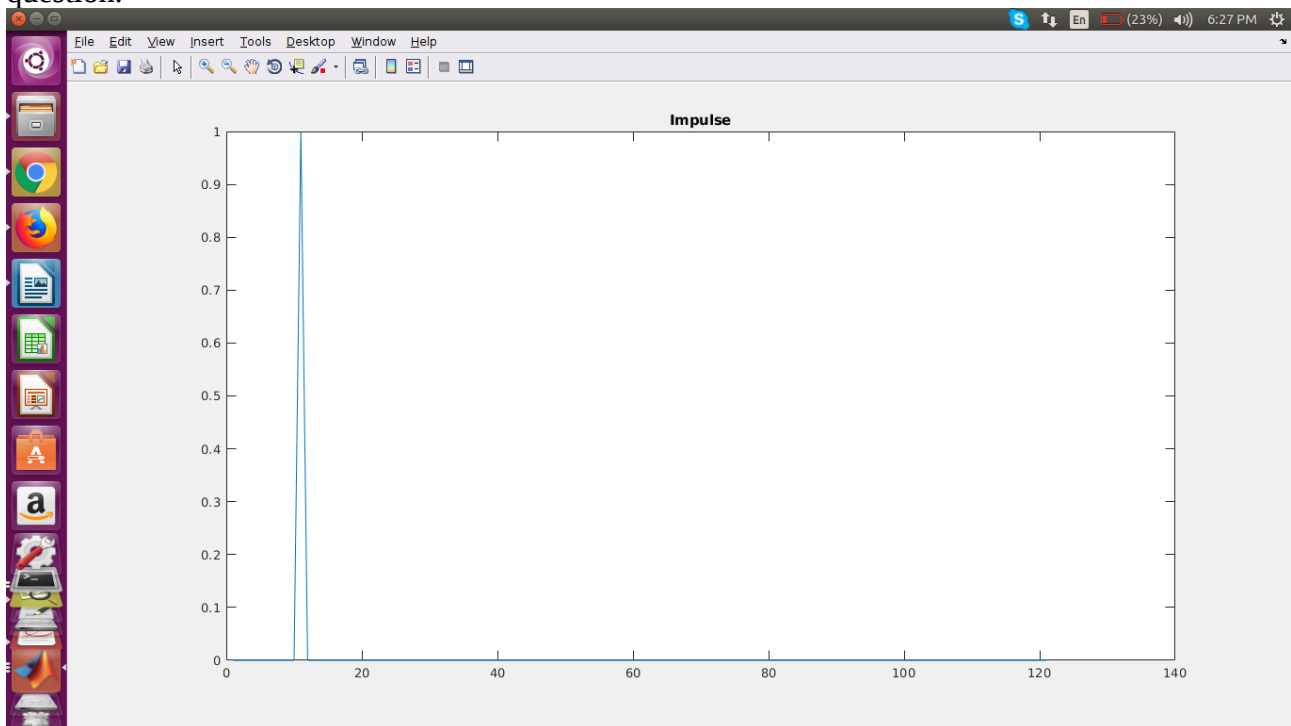 question.
S En (23%) 6:27 PM
File Edit View Insert Tools Desktop Window Help
Impulse
1
0.9
0.8
0.7
0.6
0.5
0.4
0.3
0.2
0.1
0
0 20 40 60 80 100 120 140
A
a
>_